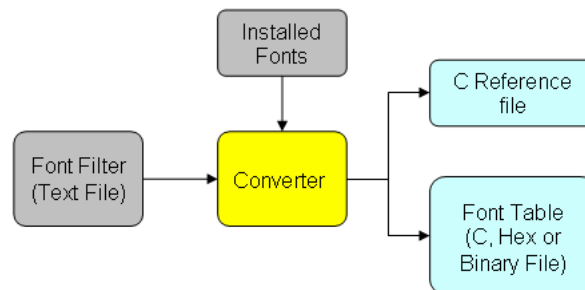 Installed
Fonts
C Reference
file
Font Filter
(Text File)
Converter
Font Table
(C, Hex or
Binary File)